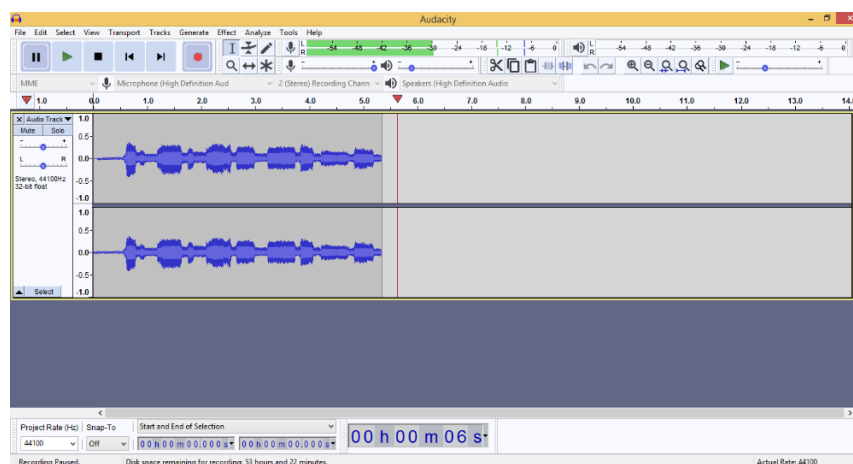 Audacity
File Edit Select View Transport Tracks Generate Effect Analyze Tools Help
L R -54 -48 -42 -36 -30 -24 -18 -12 -6 0
L R -54 -48 -42 -36 -30 -24 -18 -12 -6 0
MME Microphone (High Definition Aud 2 (Stereo) Recording Chann Speakers (High Definition Audio
1.0 0.0 1.0 2.0 3.0 4.0 5.0 6.0 7.0 8.0 9.0 10.0 11.0 12.0 13.0 14.
X Audio Track 1.0
Mute Solo
- + 0.5
L R 0.0
Stereo, 44100Hz -0.5
32-bit float
-1.0
1.0
0.5
0.0
-0.5
Select -1.0
Project Rate (Hz) Snap-To Start and End of Selection
44100 Off 00 h 00 m 00.000 s 00 h 00 m 00.000 s 00 h 00 m 06 s
Recording Paused. Disk space remaining for recording: 53 hours and 22 minutes. Actual Rate: 44100